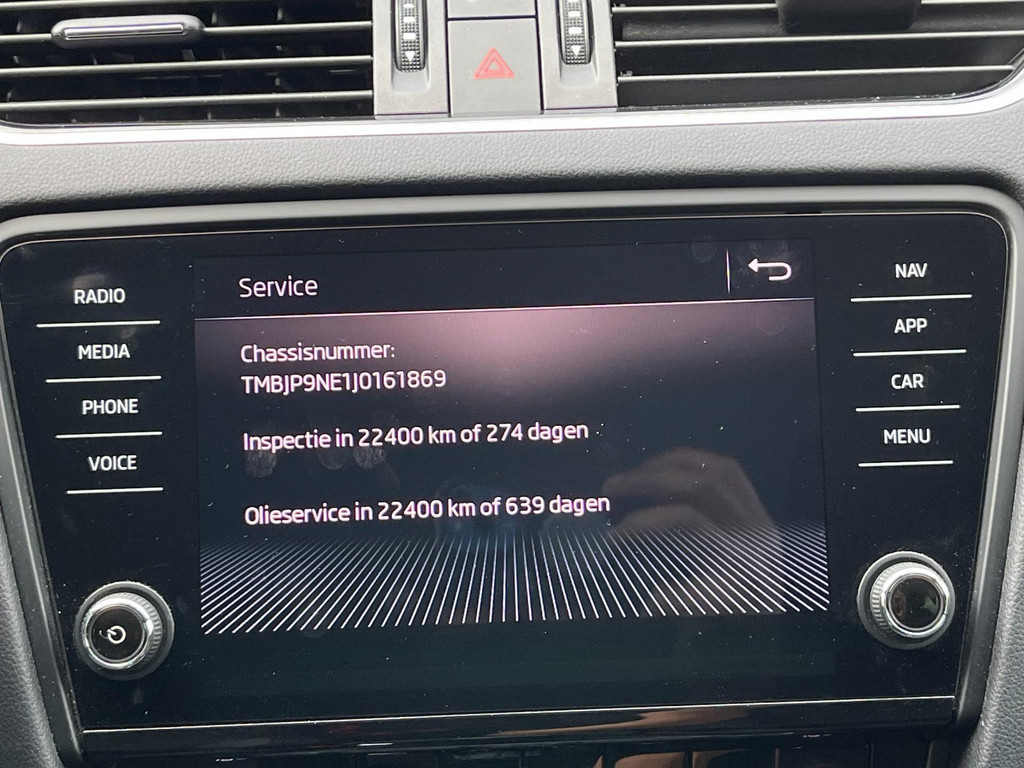 Service
RADIO
MEDIA
PHONE
VOICE
Chassisnummer:
TMBJP9NE1J0161869
Inspectie in 22400 km of 274 dagen
Olieservice in 22400 km of 639 dagen
NAV
APP
CAR
MENU